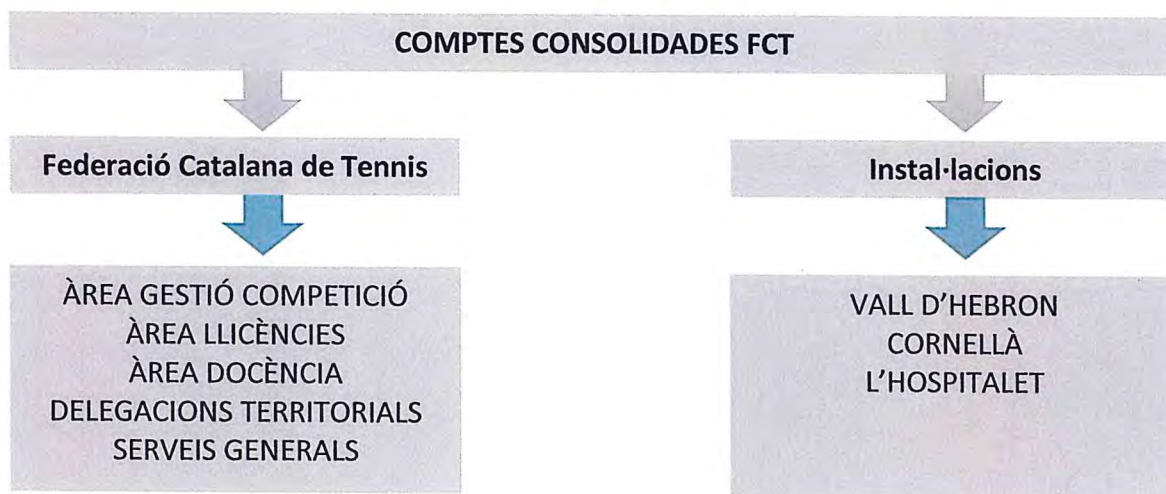 COMPTES CONSOLIDADES FCT
Federació Catalana de Tennis
ÀREA GESTIÓ COMPETICIÓ
ÀREA LLICÈNCIES
ÀREA DOCÈNCIA
DELEGACIONS TERRITORIALS
SERVEIS GENERALS
Instal·lacions
VALL D'HEBRON
CORNELLÀ
L'HOSPITALET